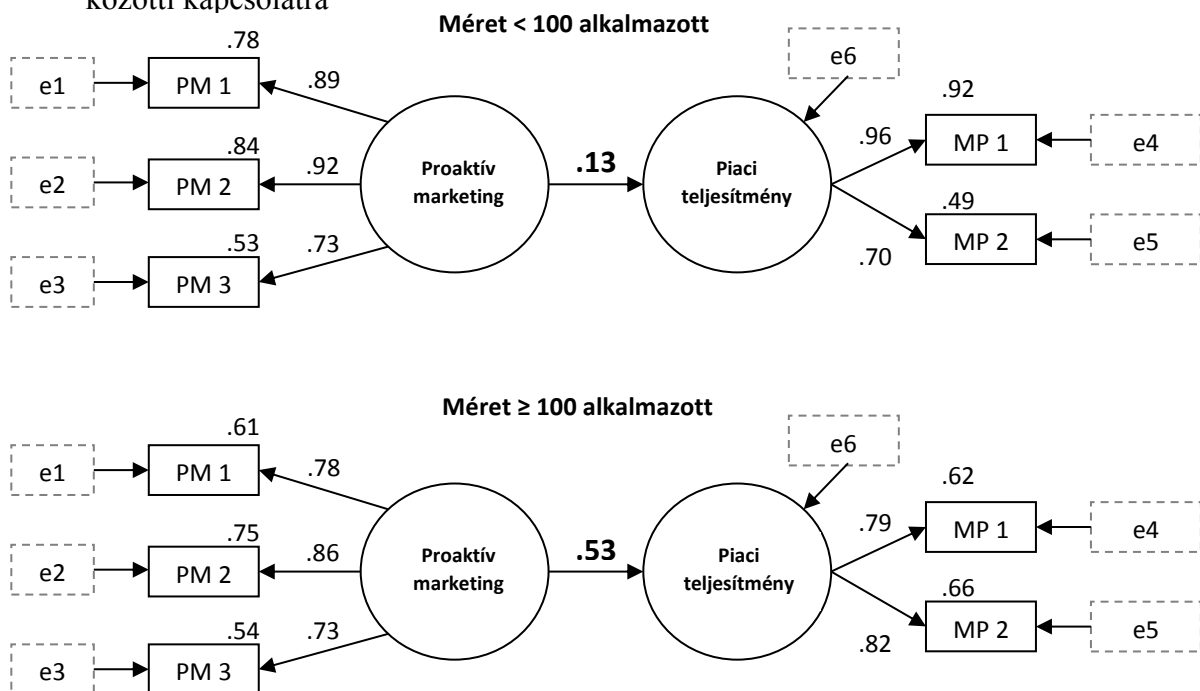 közötti kapcsolatra
Méret < 100 alkalmazott
.78
e6
e1
PM 1
.89
.92
.96
MP 1
e4
.84
e2
PM 2
.92
Proaktív
marketing
.13
Piaci
teljesítmény
.49
MP 2
e5
.53
.73
.70
e3
PM 3
Méret ≥ 100 alkalmazott
.61
e6
e1
PM 1
.78
.62
.79
MP 1
e4
.75
e2
PM 2
.86
Proaktív
marketing
.53
Piaci
teljesítmény
.66
MP 2
e5
.54
.73
.82
e3
PM 3